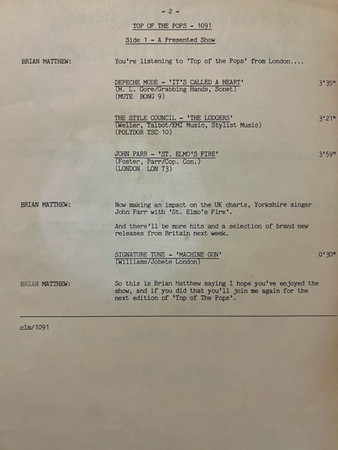 - 2 -
TOP OF THE POPS - 1091
Side 1 - A Presented Show
BRIAN MATTHEW: You're listening to 'Top of the Pops' from London....
DEPECHE MODE - 'IT'S CALLED A HEART' 3'35"
(M. L. Gore/Grabbing Hands, Sonet)
(MUTE BONG 9)
THE STYLE COUNCIL - 'THE LODGERS' 3'21"
(Weller, Talbot/EMI Music, Stylist Music)
(POLYDOR TSC 10)
JOHN PARR - 'ST. ELMO'S FIRE' 3'59"
(Foster, Parr/Cop. Con.)
(LONDON LON 73)
BRIAN MATTHEW: Now making an impact on the UK charts, Yorkshire singer
John Parr with 'St. Elmo's Fire'.
And there'll be more hits and a selection of brand new
releases from Britain next week.
SIGNATURE TUNE - 'MACHINE GUN' 0'30"
(Williams/Jobete London)
BRIAN MATTHEW: So this is Brian Matthew saying I hope you've enjoyed the
show, and if you did that you'll join me again for the
next edition of 'Top of The Pops'.
clm/1091